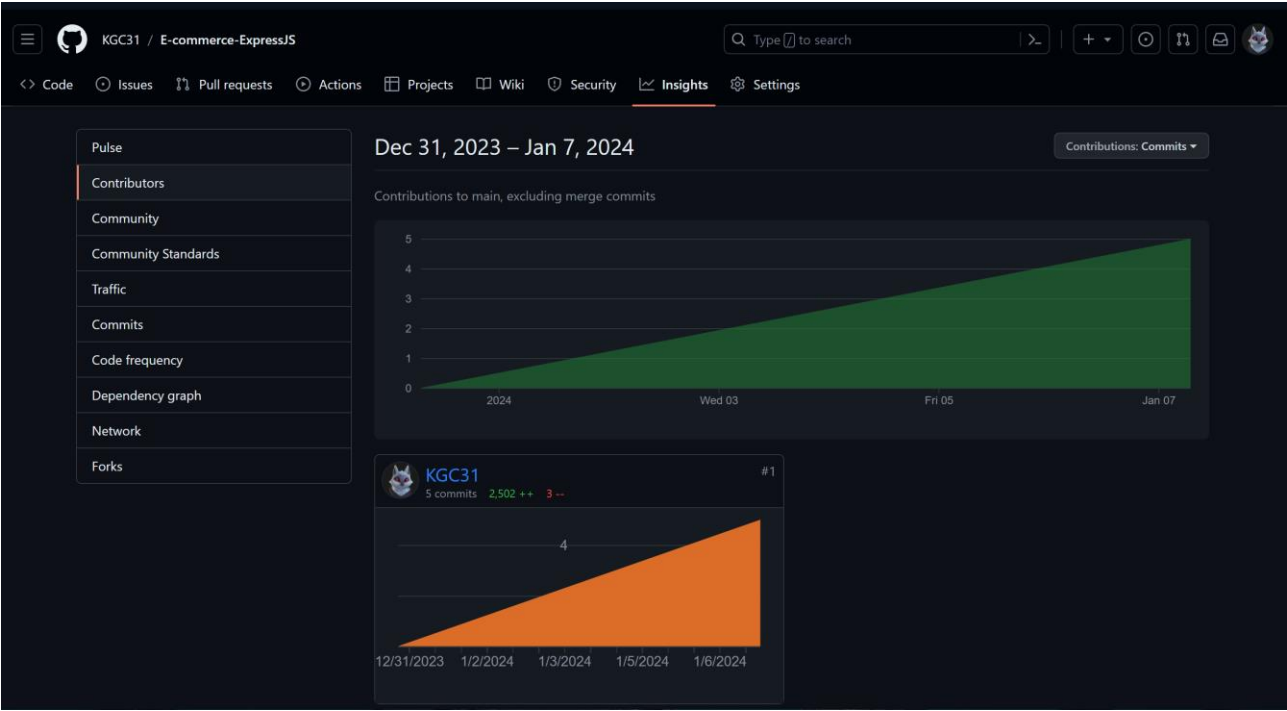 KGC31 / E-commerce-ExpressJS
Type / to search
Code Issues Pull requests Actions Projects Wiki Security Insights Settings
Pulse
Contributors
Community
Community Standards
Traffic
Commits
Code frequency
Dependency graph
Network
Forks
Dec 31, 2023 – Jan 7, 2024
Contributions: Commits
Contributions to main, excluding merge commits
5
4
3
2
1
0
2024 Wed 03 Fri 05 Jan 07
KGC31 #1
5 commits 2,502 ++ 3 --
4
12/31/2023 1/2/2024 1/3/2024 1/5/2024 1/6/2024